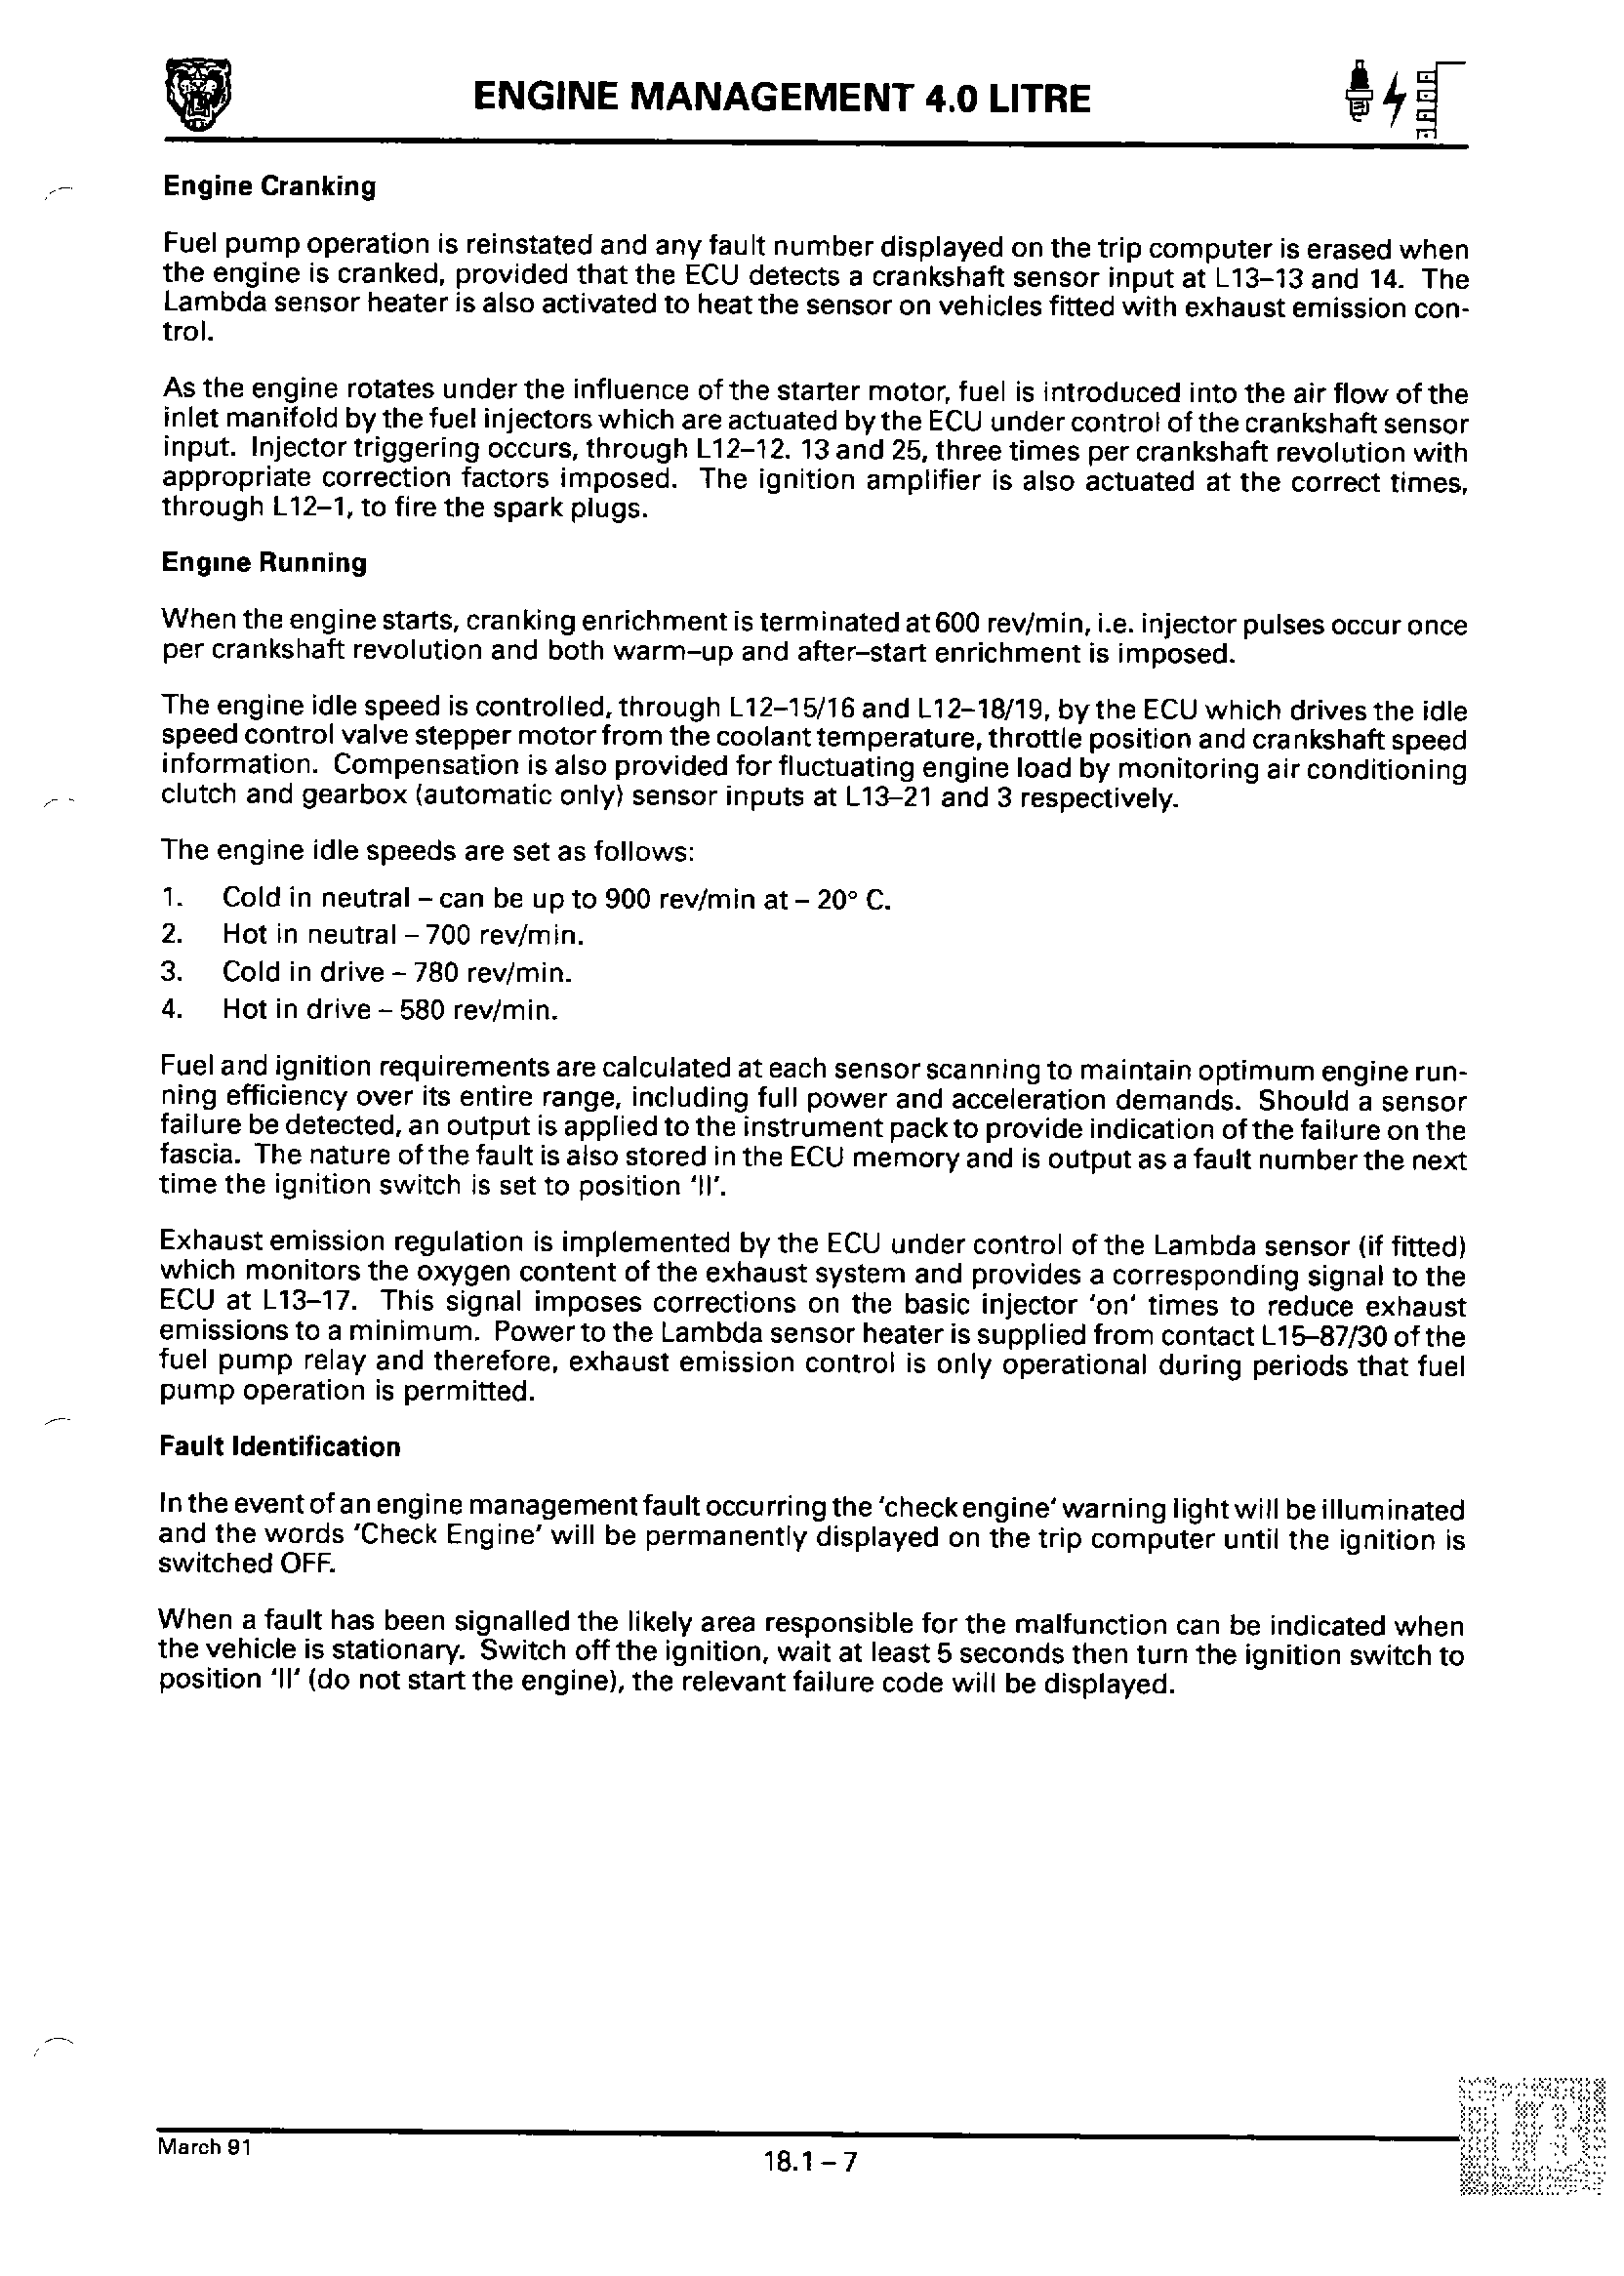 ENGINE MANAGEMENT 4.0 LITRE
Engine Cranking
Fuel pump operation is reinstated and any fault number displayed on the trip computer is erased when
the engine is cranked, provided that the ECU detects a crankshaft sensor input at L13–13 and 14. The
Lambda sensor heater is also activated to heat the sensor on vehicles fitted with exhaust emission con-
trol.
As the engine rotates under the influence of the starter motor, fuel is introduced into the air flow of the
inlet manifold by the fuel injectors which are actuated by the ECU under control of the crankshaft sensor
input. Injector triggering occurs, through L12–12. 13 and 25, three times per crankshaft revolution with
appropriate correction factors imposed. The ignition amplifier is also actuated at the correct times,
through L12–1, to fire the spark plugs.
Engine Running
When the engine starts, cranking enrichment is terminated at 600 rev/min, i.e. injector pulses occur once
per crankshaft revolution and both warm–up and after–start enrichment is imposed.
The engine idle speed is controlled, through L12–15/16 and L12–18/19, by the ECU which drives the idle
speed control valve stepper motor from the coolant temperature, throttle position and crankshaft speed
information. Compensation is also provided for fluctuating engine load by monitoring air conditioning
clutch and gearbox (automatic only) sensor inputs at L13–21 and 3 respectively.
The engine idle speeds are set as follows:
1. Cold in neutral – can be up to 900 rev/min at – 20° C.
2. Hot in neutral – 700 rev/min.
3. Cold in drive – 780 rev/min.
4. Hot in drive – 580 rev/min.
Fuel and ignition requirements are calculated at each sensor scanning to maintain optimum engine run-
ning efficiency over its entire range, including full power and acceleration demands. Should a sensor
failure be detected, an output is applied to the instrument pack to provide indication of the failure on the
fascia. The nature of the fault is also stored in the ECU memory and is output as a fault number the next
time the ignition switch is set to position 'II'.
Exhaust emission regulation is implemented by the ECU under control of the Lambda sensor (if fitted)
which monitors the oxygen content of the exhaust system and provides a corresponding signal to the
ECU at L13–17. This signal imposes corrections on the basic injector 'on' times to reduce exhaust
emissions to a minimum. Power to the Lambda sensor heater is supplied from contact L15–87/30 of the
fuel pump relay and therefore, exhaust emission control is only operational during periods that fuel
pump operation is permitted.
Fault Identification
In the event of an engine management fault occurring the 'check engine' warning light will be illuminated
and the words 'Check Engine' will be permanently displayed on the trip computer until the ignition is
switched OFF.
When a fault has been signalled the likely area responsible for the malfunction can be indicated when
the vehicle is stationary. Switch off the ignition, wait at least 5 seconds then turn the ignition switch to
position 'II' (do not start the engine), the relevant failure code will be displayed.
March 91
18.1 – 7
18